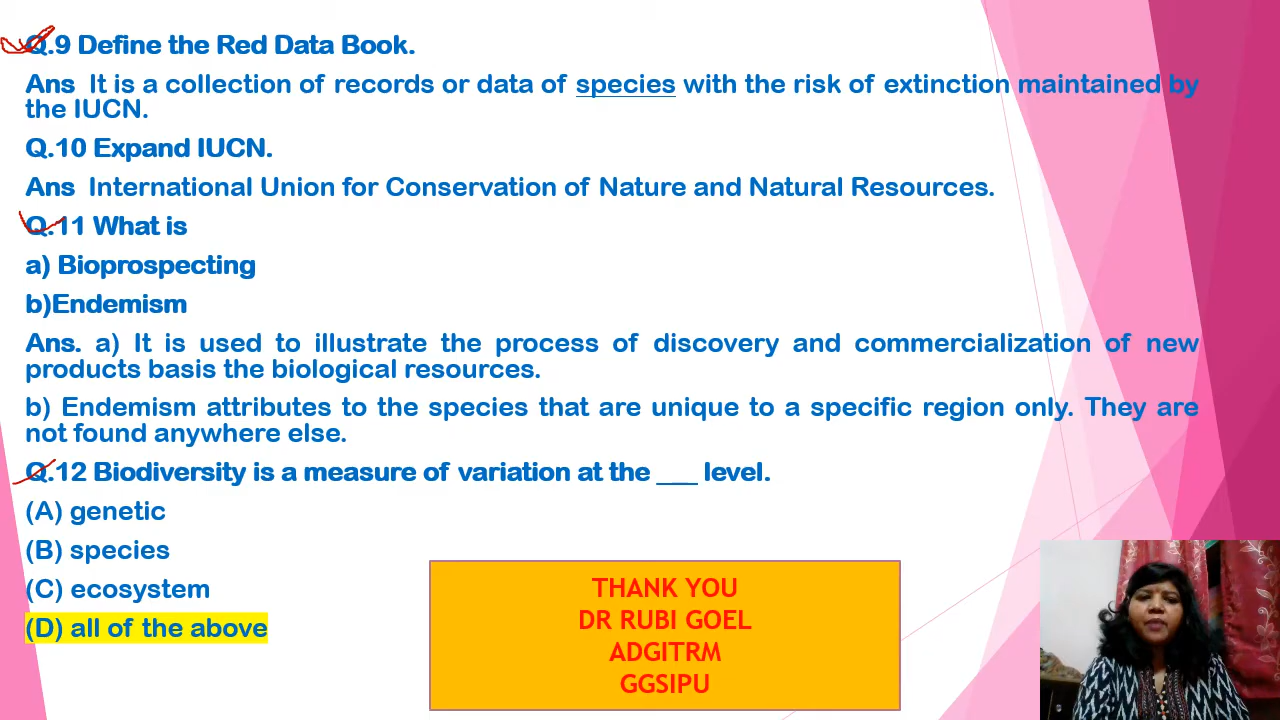 Q.9 Define the Red Data Book.
Ans It is a collection of records or data of species with the risk of extinction maintained by
the IUCN.
Q.10 Expand IUCN.
Ans International Union for Conservation of Nature and Natural Resources.
Q.11 What is
a) Bioprospecting
b)Endemism
Ans. a) It is used to illustrate the process of discovery and commercialization of new
products basis the biological resources.
b) Endemism attributes to the species that are unique to a specific region only. They are
not found anywhere else.
Q.12 Biodiversity is a measure of variation at the ___ level.
(A) genetic
(B) species
(C) ecosystem
(D) all of the above
THANK YOU
DR RUBI GOEL
ADGITRM
GGSIPU